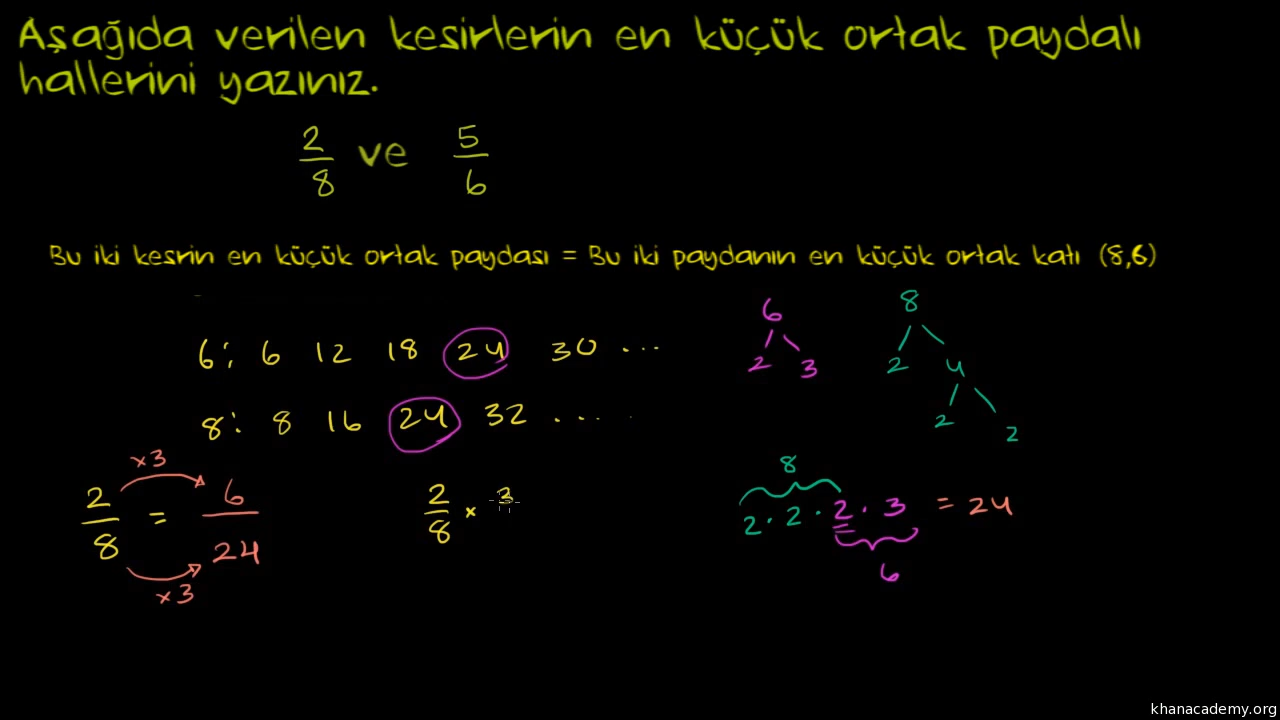 Aşağıda verilen kesirlerin en küçük ortak paydalı
hallerini yazınız.
2/8 ve 5/6
Bu iki kesrin en küçük ortak paydası = Bu iki paydanın en küçük ortak katı (8,6)
6: 6 12 18 24 30 ...
8: 8 16 24 32 ....
6
2 3
8
2 4
2 2
×3
2/8 = 6/24
×3
2/8 × 3
8
2·2·2·3 = 24
6
khanacademy.org